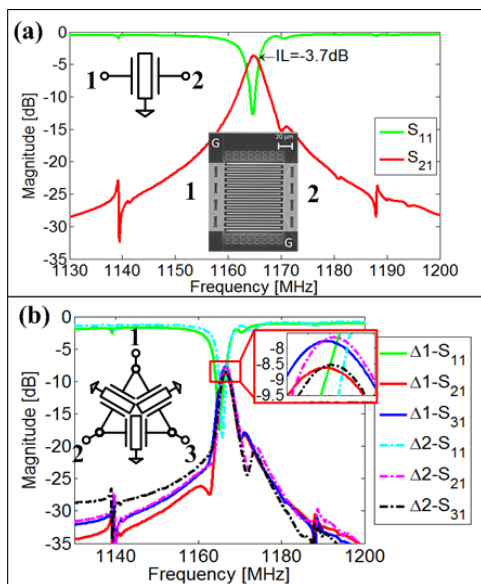 (a)
0
-5
-10
-15
-20
-25
-30
-35
Magnitude [dB]
1 2
IL=-3.7dB
G
20 μm
1 2
G
S11
S21
1130 1140 1150 1160 1170 1180 1190 1200
Frequency [MHz]
(b)
0
-5
-10
-15
-20
-25
-30
-35
Magnitude [dB]
1
2 3
-8
-8.5
-9
-9.5
Δ1-S11
Δ1-S21
Δ1-S31
Δ2-S11
Δ2-S21
Δ2-S31
1140 1160 1180 1200
Frequency [MHz]